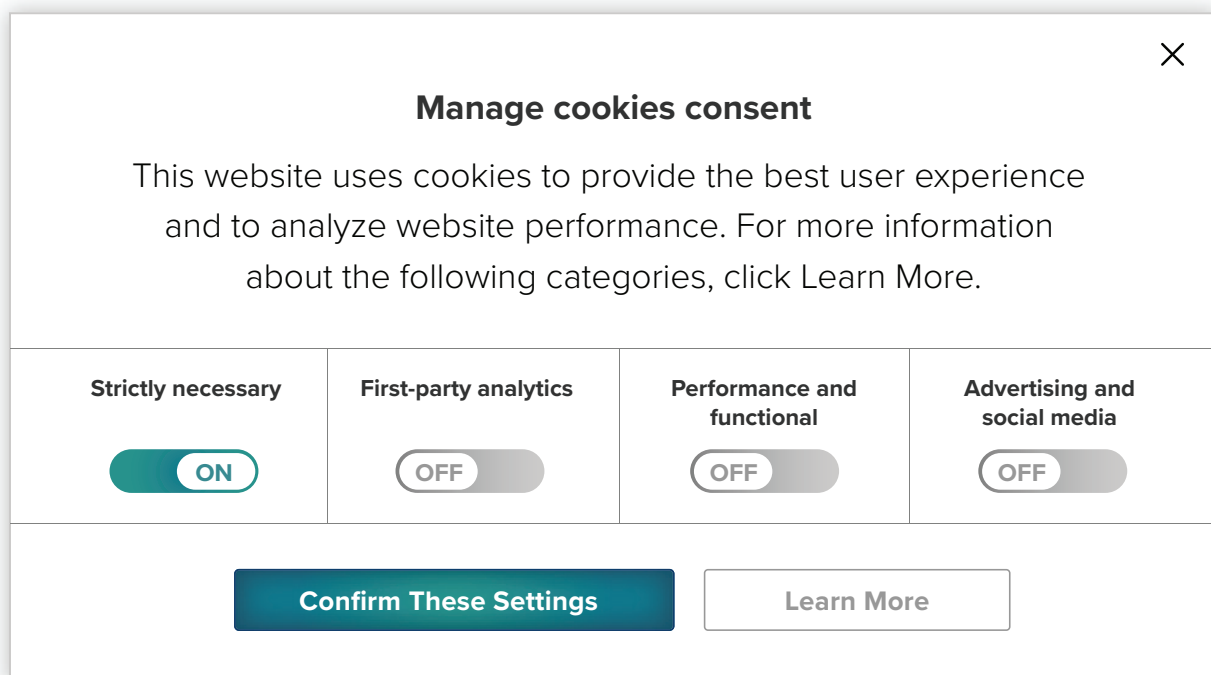 Manage cookies consent
This website uses cookies to provide the best user experience
and to analyze website performance. For more information
about the following categories, click Learn More.
Strictly necessary
ON
First-party analytics
OFF
Performance and
functional
OFF
Advertising and
social media
OFF
Confirm These Settings
Learn More